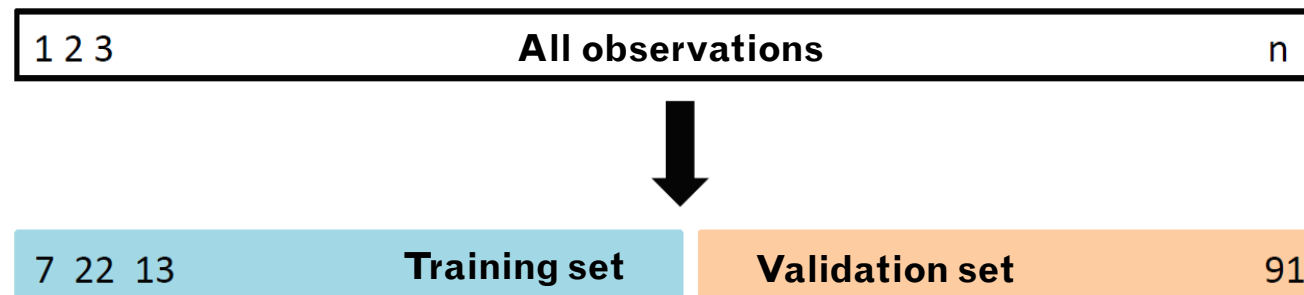 1 2 3 All observations n
7 22 13 Training set Validation set 91